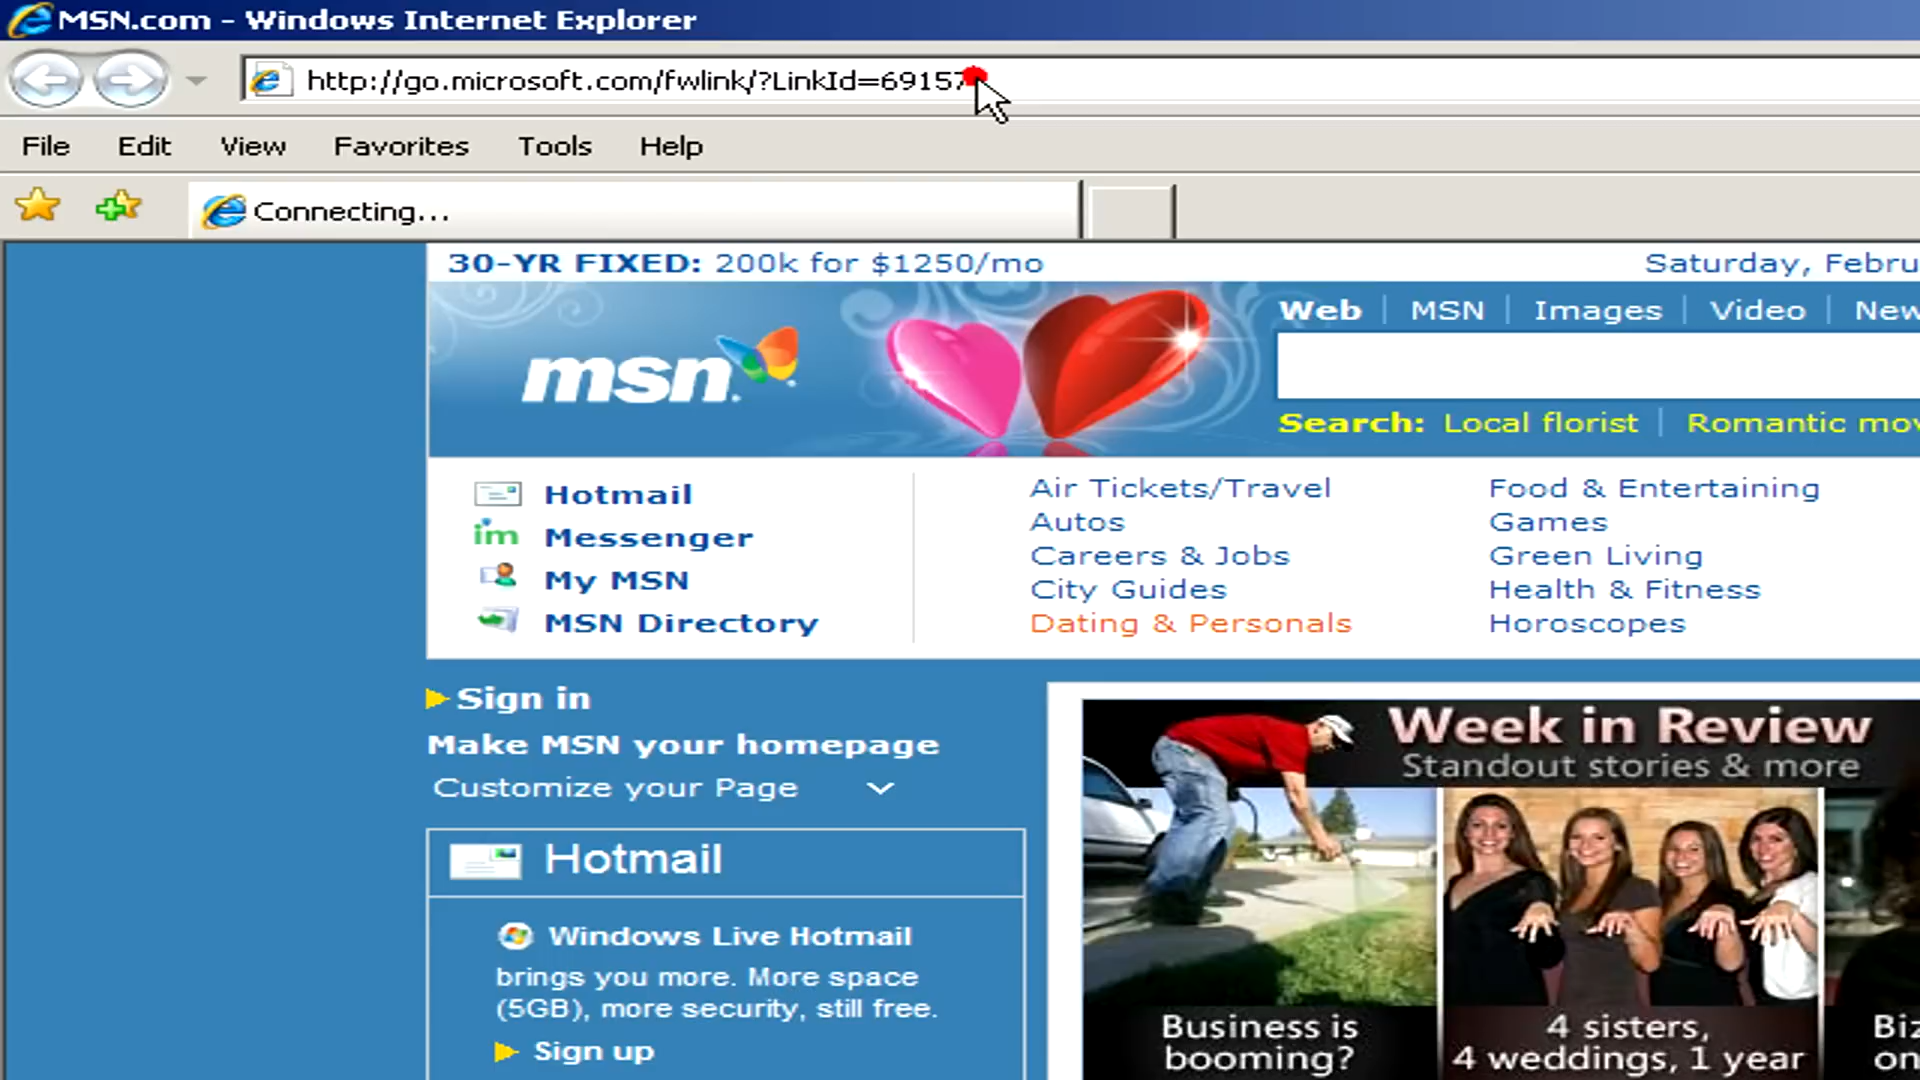 MSN.com - Windows Internet Explorer
http://go.microsoft.com/fwlink/?LinkId=69157
File Edit View Favorites Tools Help
Connecting...
30-YR FIXED: 200k for $1250/mo
Saturday, Febru
msn
Web | MSN | Images | Video | New
Search: Local florist | Romantic mov
Hotmail
Messenger
My MSN
MSN Directory
Air Tickets/Travel
Autos
Careers & Jobs
City Guides
Dating & Personals
Food & Entertaining
Games
Green Living
Health & Fitness
Horoscopes
Sign in
Make MSN your homepage
Customize your Page
Hotmail
Windows Live Hotmail
brings you more. More space
(5GB), more security, still free.
Sign up
Week in Review
Standout stories & more
Business is
booming?
4 sisters,
4 weddings, 1 year
Biz
on